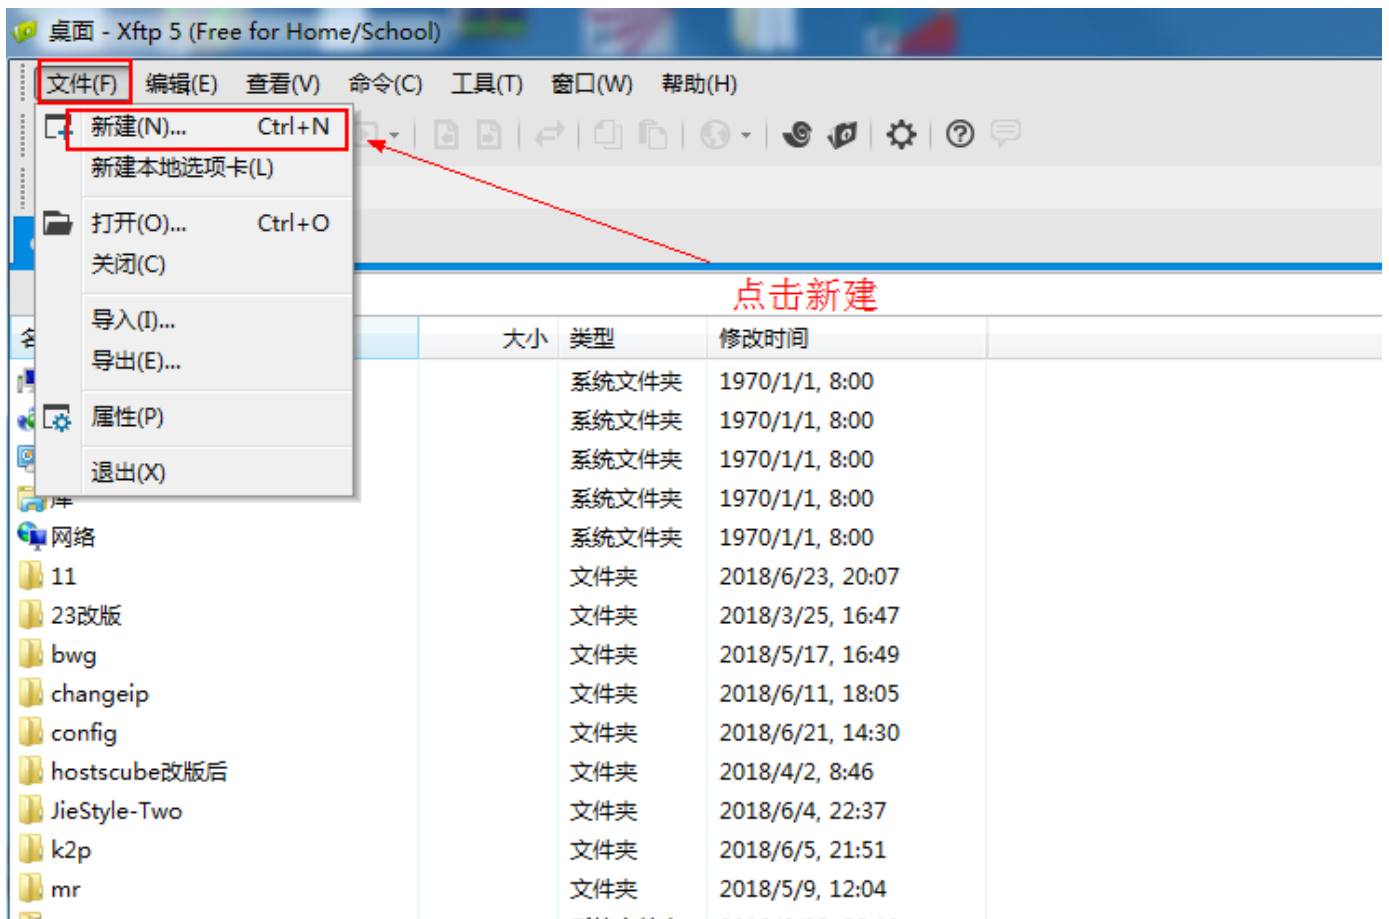 桌面 - Xftp 5 (Free for Home/School)
文件(F) 编辑(E) 查看(V) 命令(C) 工具(T) 窗口(W) 帮助(H)
新建(N)... Ctrl+N
新建本地选项卡(L)
打开(O)... Ctrl+O
关闭(C)
导入(I)...
导出(E)...
属性(P)
退出(X)
点击新建
大小 类型 修改时间
系统文件夹 1970/1/1, 8:00
系统文件夹 1970/1/1, 8:00
系统文件夹 1970/1/1, 8:00
库 系统文件夹 1970/1/1, 8:00
网络 系统文件夹 1970/1/1, 8:00
11 文件夹 2018/6/23, 20:07
23改版 文件夹 2018/3/25, 16:47
bwg 文件夹 2018/5/17, 16:49
changeip 文件夹 2018/6/11, 18:05
config 文件夹 2018/6/21, 14:30
hostscube改版后 文件夹 2018/4/2, 8:46
JieStyle-Two 文件夹 2018/6/4, 22:37
k2p 文件夹 2018/6/5, 21:51
mr 文件夹 2018/5/9, 12:04